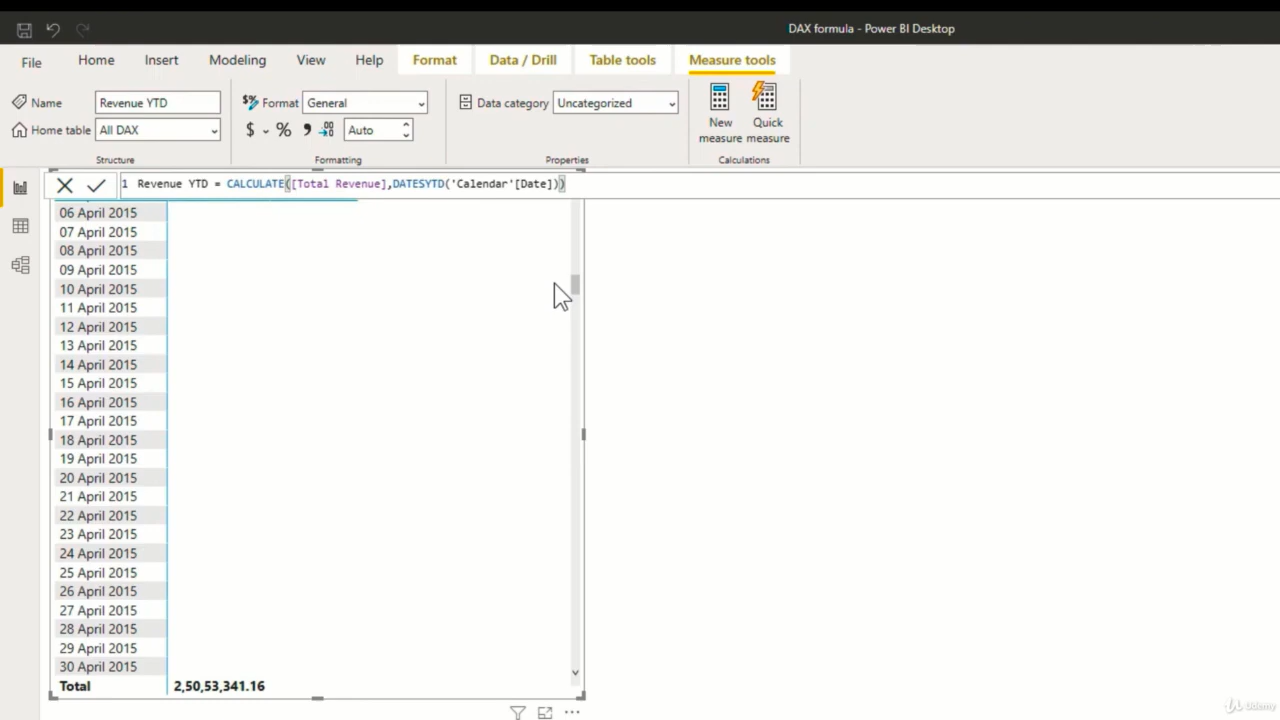 DAX formula - Power BI Desktop
File Home Insert Modeling View Help Format Data / Drill Table tools Measure tools
Name Revenue YTD $% Format General Data category Uncategorized New measure Quick measure
Home table All DAX $ % Auto
Structure Formatting Properties Calculations
1 Revenue YTD = CALCULATE([Total Revenue],DATESYTD('Calendar'[Date]))
06 April 2015
07 April 2015
08 April 2015
09 April 2015
10 April 2015
11 April 2015
12 April 2015
13 April 2015
14 April 2015
15 April 2015
16 April 2015
17 April 2015
18 April 2015
19 April 2015
20 April 2015
21 April 2015
22 April 2015
23 April 2015
24 April 2015
25 April 2015
26 April 2015
27 April 2015
28 April 2015
29 April 2015
30 April 2015
Total 2,50,53,341.16
Udemy